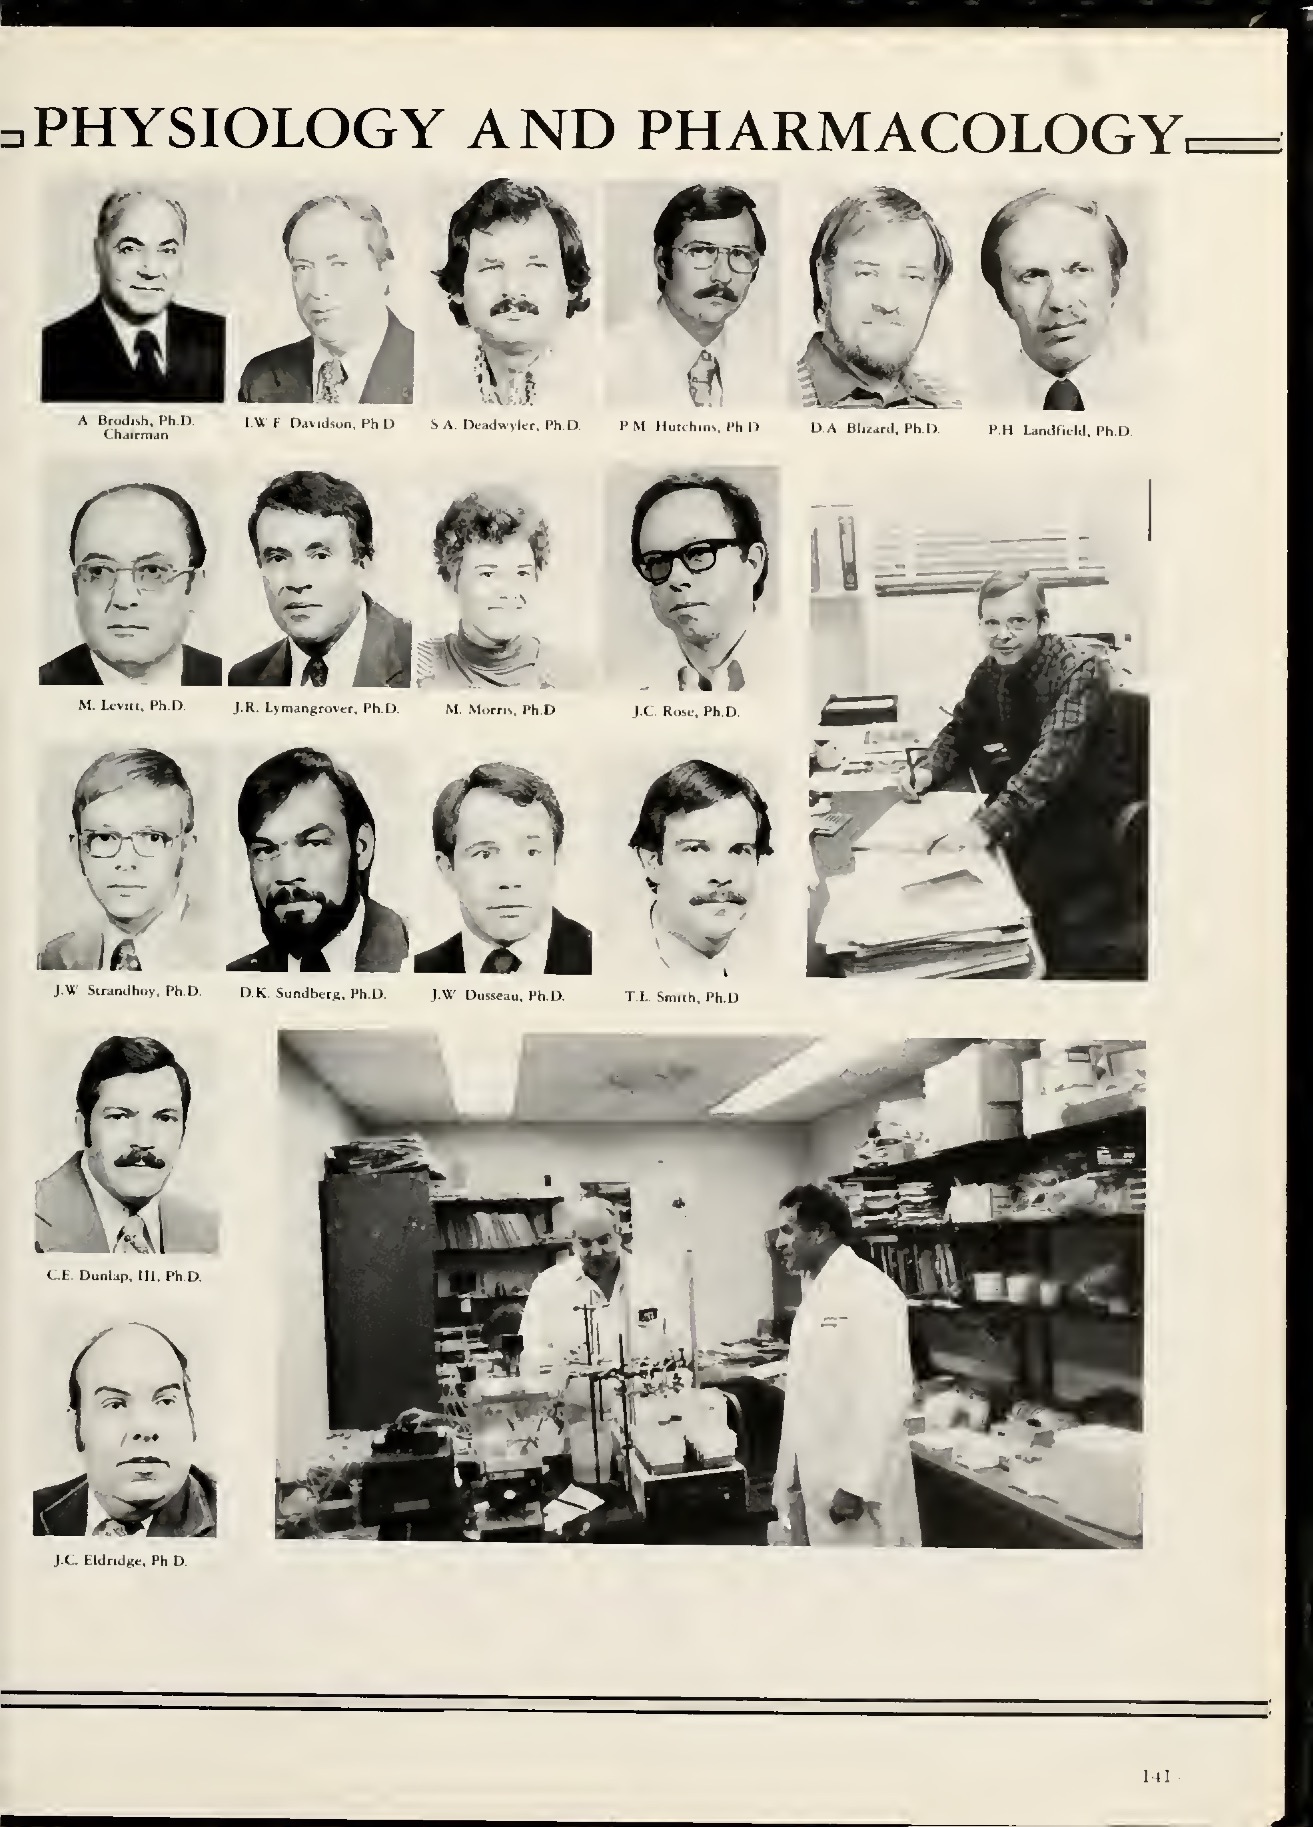 PHYSIOLOGY AND PHARMACOLOGY
A Brodish, Ph.D.
Chairman
I.W F Davidson, Ph D
S A. Deadwyler, Ph.D.
P M Hutchins, Ph D
D.A Blizard, Ph.D.
P.H Landfield, Ph.D.
M. Levitt, Ph.D.
J.R. Lymangrover, Ph.D.
M. Morris, Ph.D
J.C. Rose, Ph.D.
J.W Strandhoy, Ph.D.
D.K. Sundberg, Ph.D.
J.W Dusseau, Ph.D.
T.L. Smith, Ph.D
C.E. Dunlap, III, Ph.D.
J.C. Eldridge, Ph D.
141